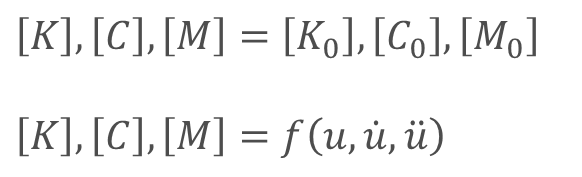 [K], [C], [M] = [K₀], [C₀], [M₀]
[K], [C], [M] = f(u, u̇, ü)